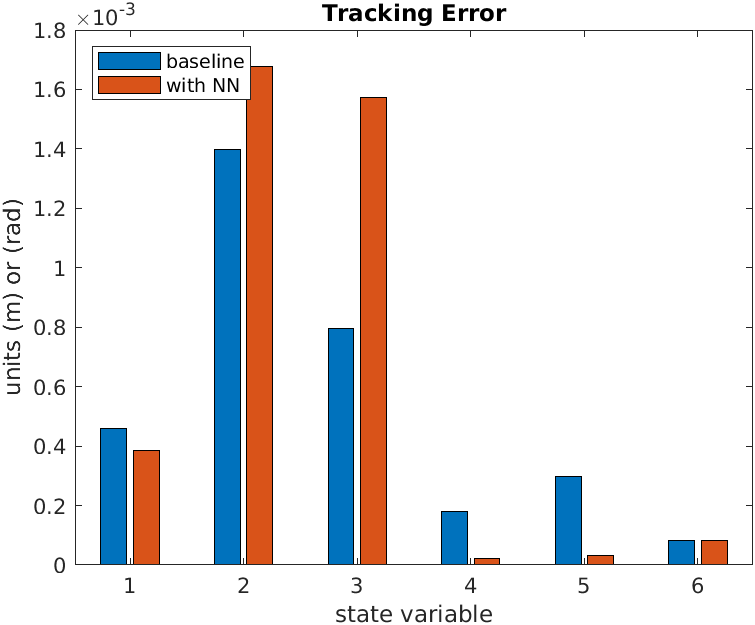 Tracking Error
×10-3
1.8
1.6
1.4
1.2
1
0.8
0.6
0.4
0.2
0
units (m) or (rad)
baseline
with NN
1 2 3 4 5 6
state variable